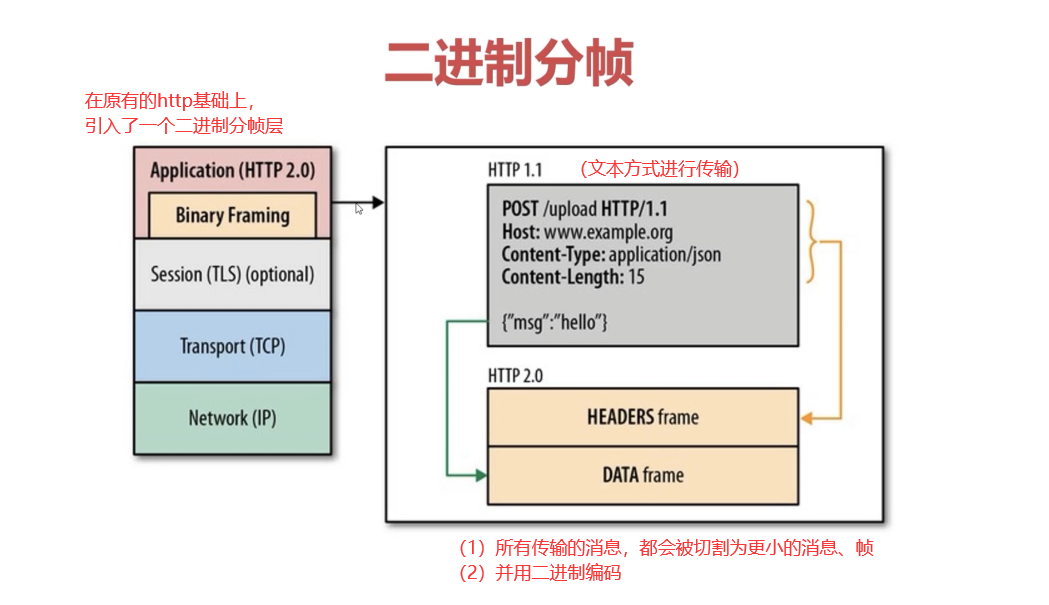 二进制分帧
在原有的http基础上，
引入了一个二进制分帧层
Application (HTTP 2.0)
Binary Framing
Session (TLS) (optional)
Transport (TCP)
Network (IP)
HTTP 1.1
（文本方式进行传输）
POST /upload HTTP/1.1
Host: www.example.org
Content-Type: application/json
Content-Length: 15
{"msg":"hello"}
HTTP 2.0
HEADERS frame
DATA frame
（1）所有传输的消息，都会被切割为更小的消息、帧
（2）并用二进制编码